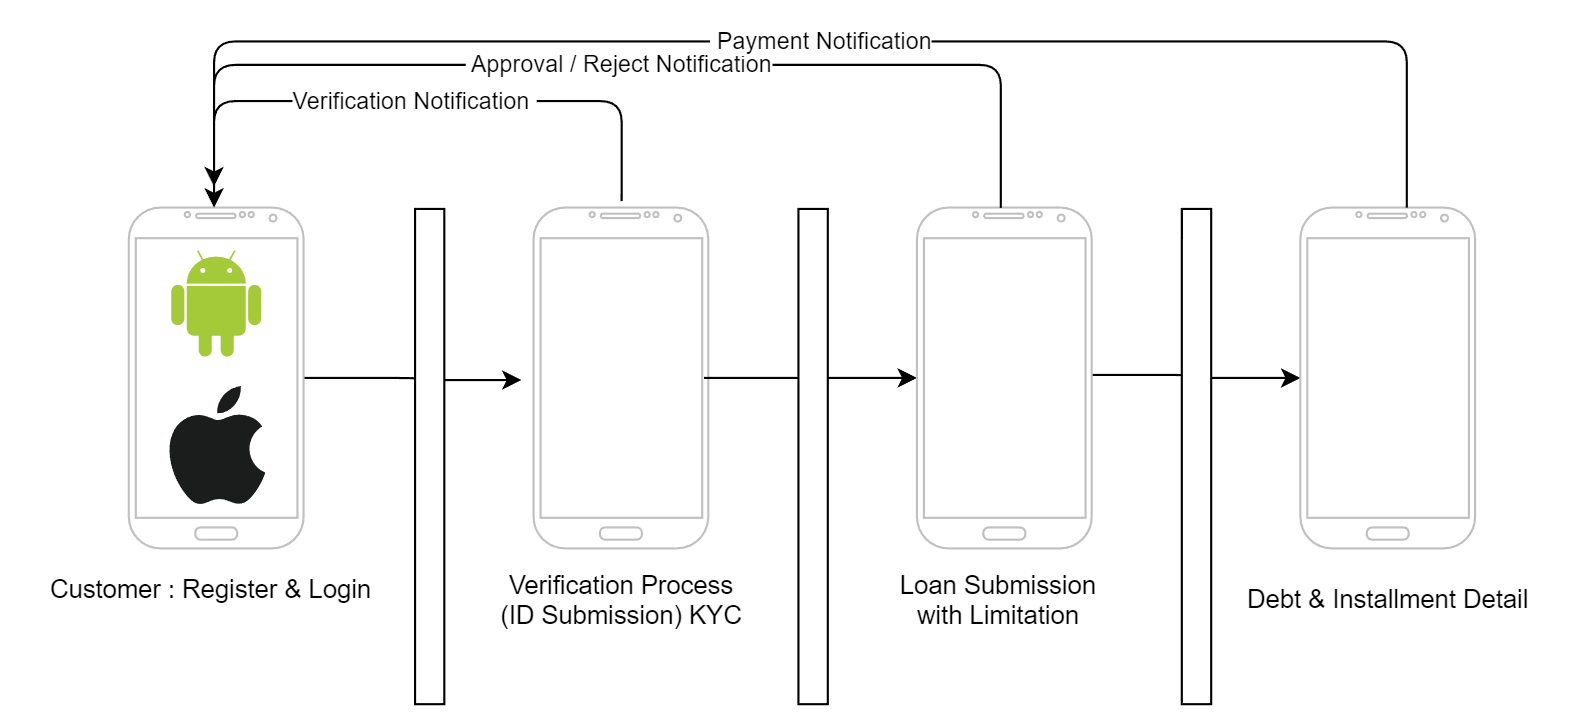 Payment Notification
Approval / Reject Notification
Verification Notification
Customer : Register & Login
Verification Process
(ID Submission) KYC
Loan Submission
with Limitation
Debt & Installment Detail